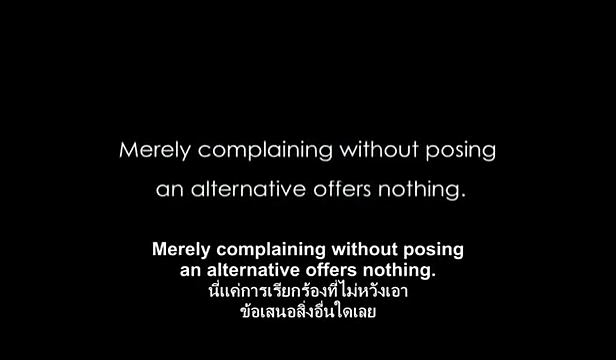 Merely complaining without posing
an alternative offers nothing.
Merely complaining without posing
an alternative offers nothing.
นี่แค่การเรียกร้องที่ไม่หวังเอา
ข้อเสนอสิ่งอื่นใดเลย